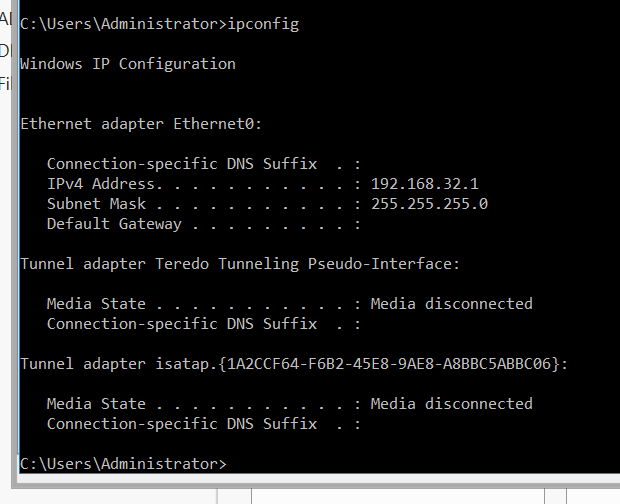 C:\Users\Administrator>ipconfig
Windows IP Configuration
Ethernet adapter Ethernet0:
Connection-specific DNS Suffix  . :
IPv4 Address. . . . . . . . . . . : 192.168.32.1
Subnet Mask . . . . . . . . . . . : 255.255.255.0
Default Gateway . . . . . . . . . :
Tunnel adapter Teredo Tunneling Pseudo-Interface:
Media State . . . . . . . . . . . : Media disconnected
Connection-specific DNS Suffix  . :
Tunnel adapter isatap.{1A2CCF64-F6B2-45E8-9AE8-A8BBC5ABBC06}:
Media State . . . . . . . . . . . : Media disconnected
Connection-specific DNS Suffix  . :
C:\Users\Administrator>